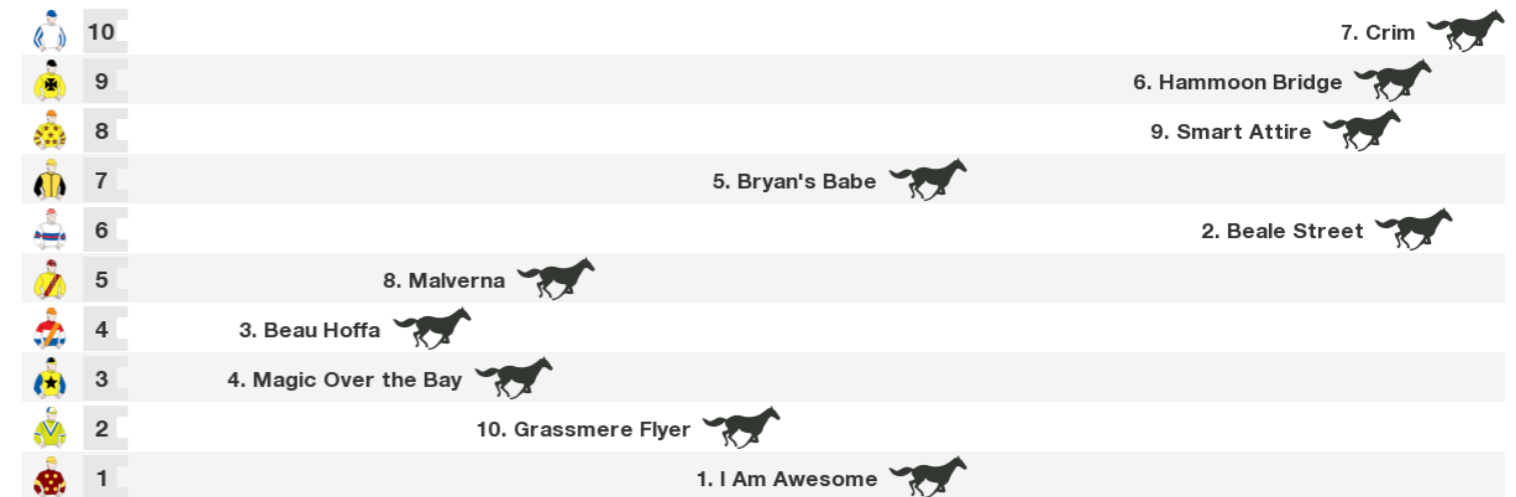 10 7. Crim
9 6. Hammoon Bridge
8 9. Smart Attire
7 5. Bryan's Babe
6 2. Beale Street
5 8. Malverna
4 3. Beau Hoffa
3 4. Magic Over the Bay
2 10. Grassmere Flyer
1 1. I Am Awesome